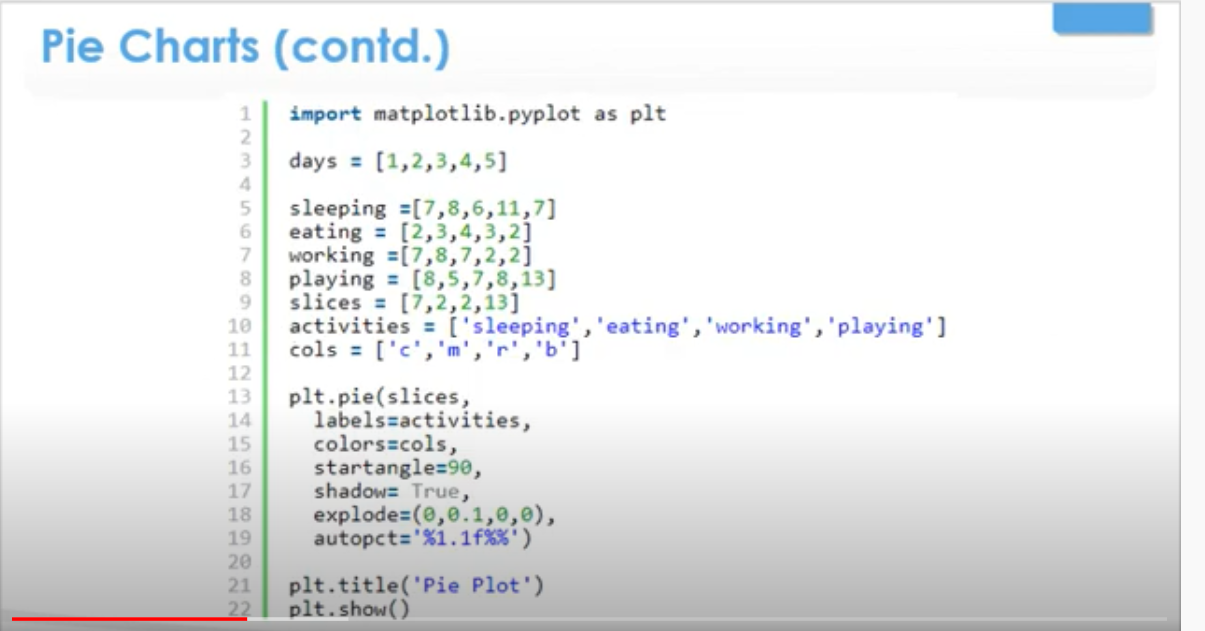 Pie Charts (contd.)
1 import matplotlib.pyplot as plt
2
3 days = [1,2,3,4,5]
4
5 sleeping =[7,8,6,11,7]
6 eating = [2,3,4,3,2]
7 working =[7,8,7,2,2]
8 playing = [8,5,7,8,13]
9 slices = [7,2,2,13]
10 activities = ['sleeping','eating','working','playing']
11 cols = ['c','m','r','b']
12
13 plt.pie(slices,
14 labels=activities,
15 colors=cols,
16 startangle=90,
17 shadow= True,
18 explode=(0,0.1,0,0),
19 autopct='%1.1f%%')
20
21 plt.title('Pie Plot')
22 plt.show()